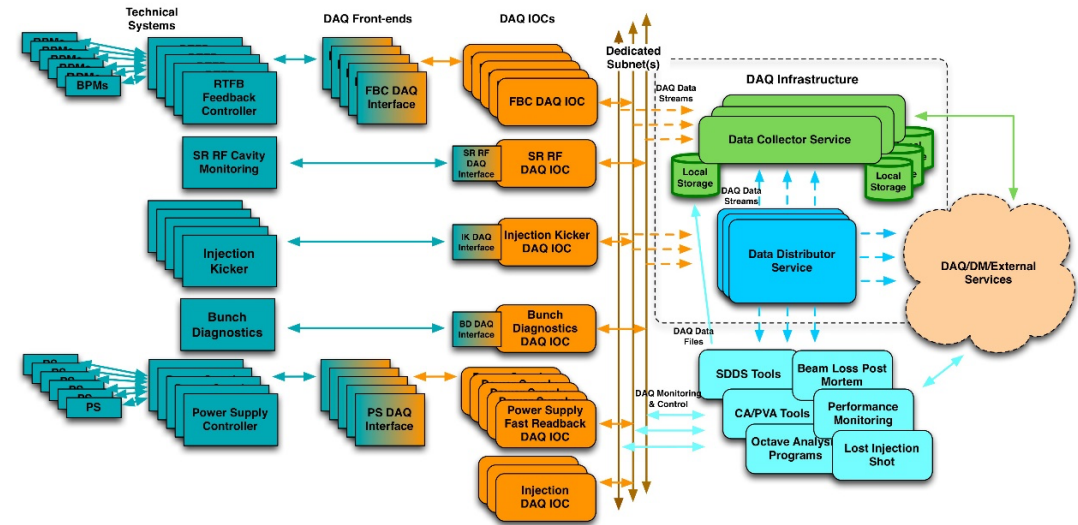 Technical
Systems
DAQ Front-ends
DAQ IOCs
Dedicated
Subnet(s)
DAQ Infrastructure
BPMs
BPMs
RTFB
Feedback
Controller
FBC DAQ
Interface
FBC DAQ IOC
DAQ Data
Streams
Data Collector Service
Local
Storage
Local
Storage
SR RF Cavity
Monitoring
SR RF
DAQ
Interface
SR RF
DAQ IOC
DAQ Data
Streams
Injection
Kicker
IK DAQ
Interface
Injection Kicker
DAQ IOC
Data Distributor
Service
DAQ/DM/External
Services
Bunch
Diagnostics
BD DAQ
Interface
Bunch
Diagnostics
DAQ IOC
DAQ Data
Files
PS
PS
Power Supply
Controller
PS DAQ
Interface
Power Supply
Fast Readback
DAQ IOC
DAQ Monitoring
& Control
SDDS Tools
Beam Loss Post
Mortem
CA/PVA Tools
Performance
Monitoring
Octave Analys
Programs
Lost Injection
Shot
Injection
DAQ IOC